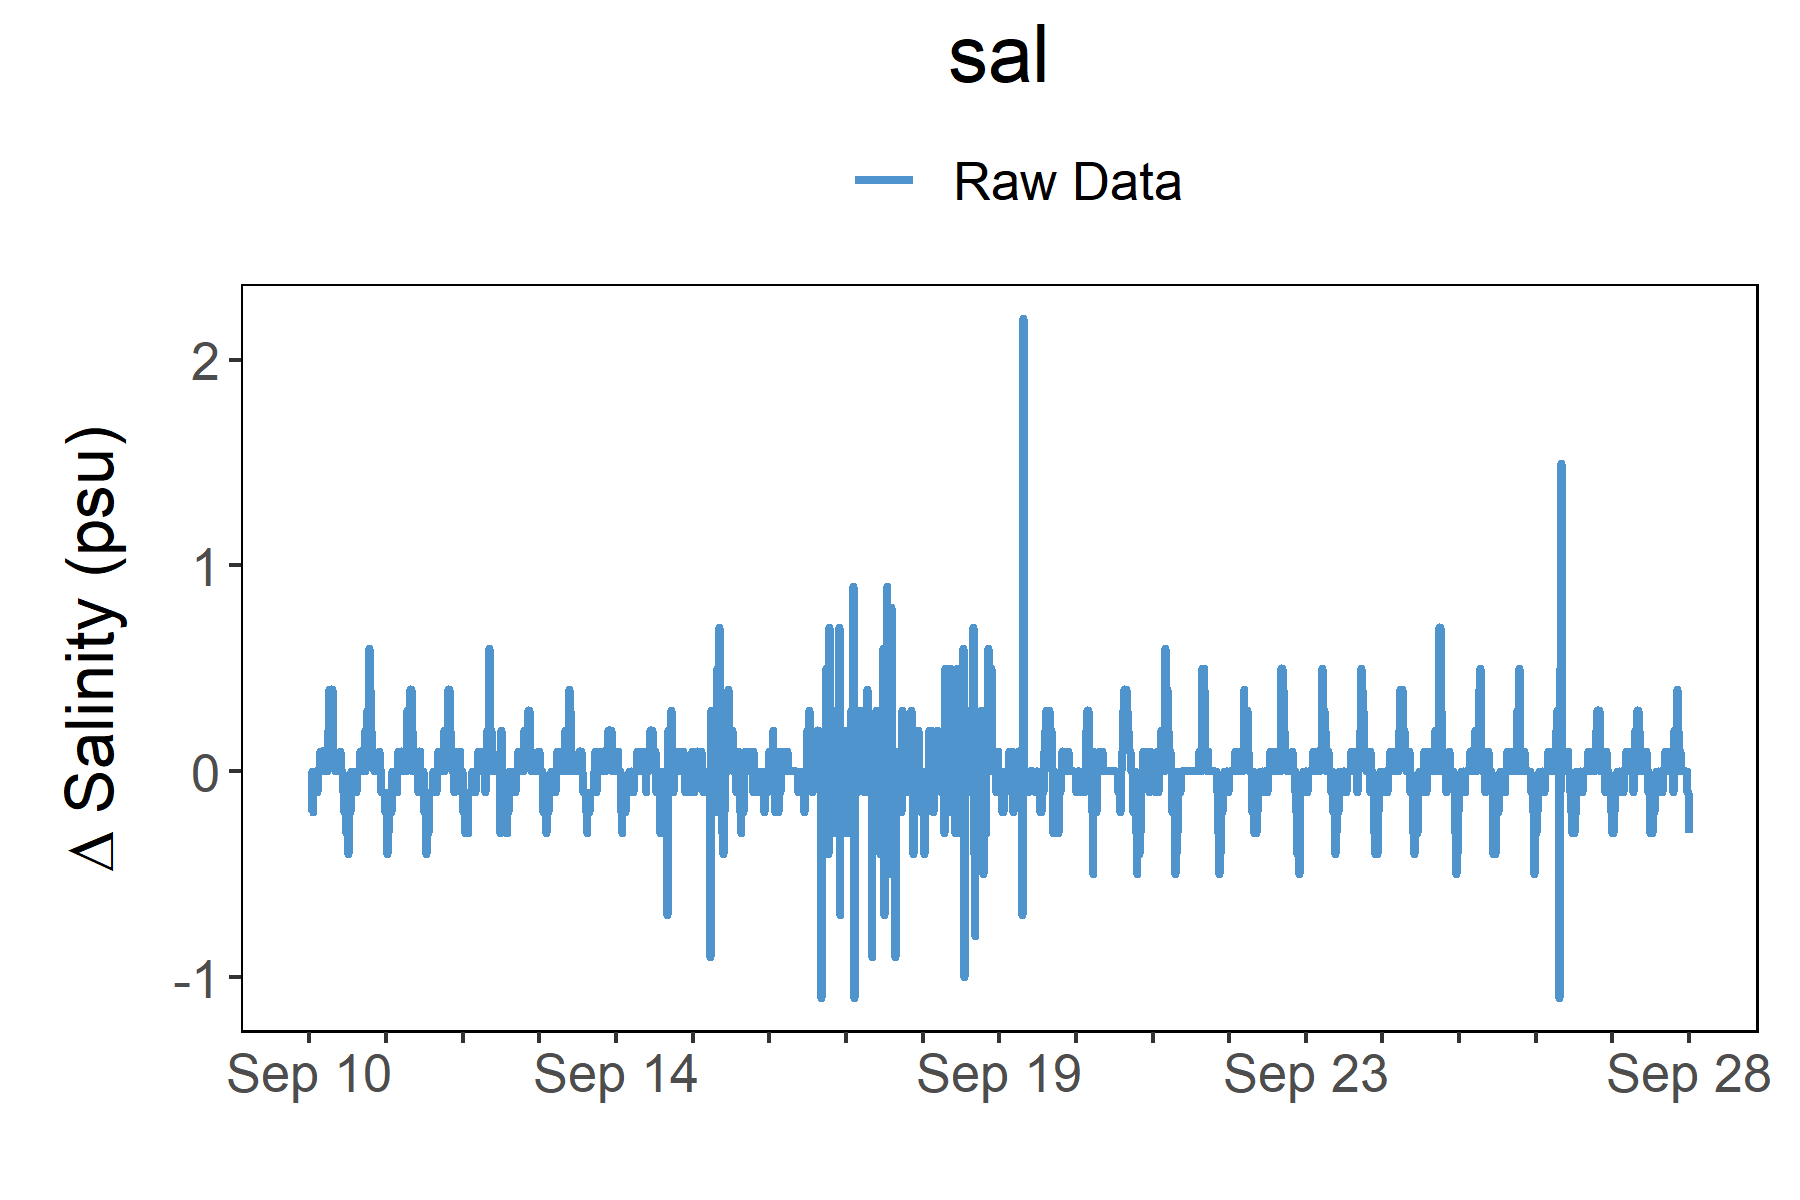 sal
Raw Data
Δ Salinity (psu)
2
1
0
-1
Sep 10 Sep 14 Sep 19 Sep 23 Sep 28